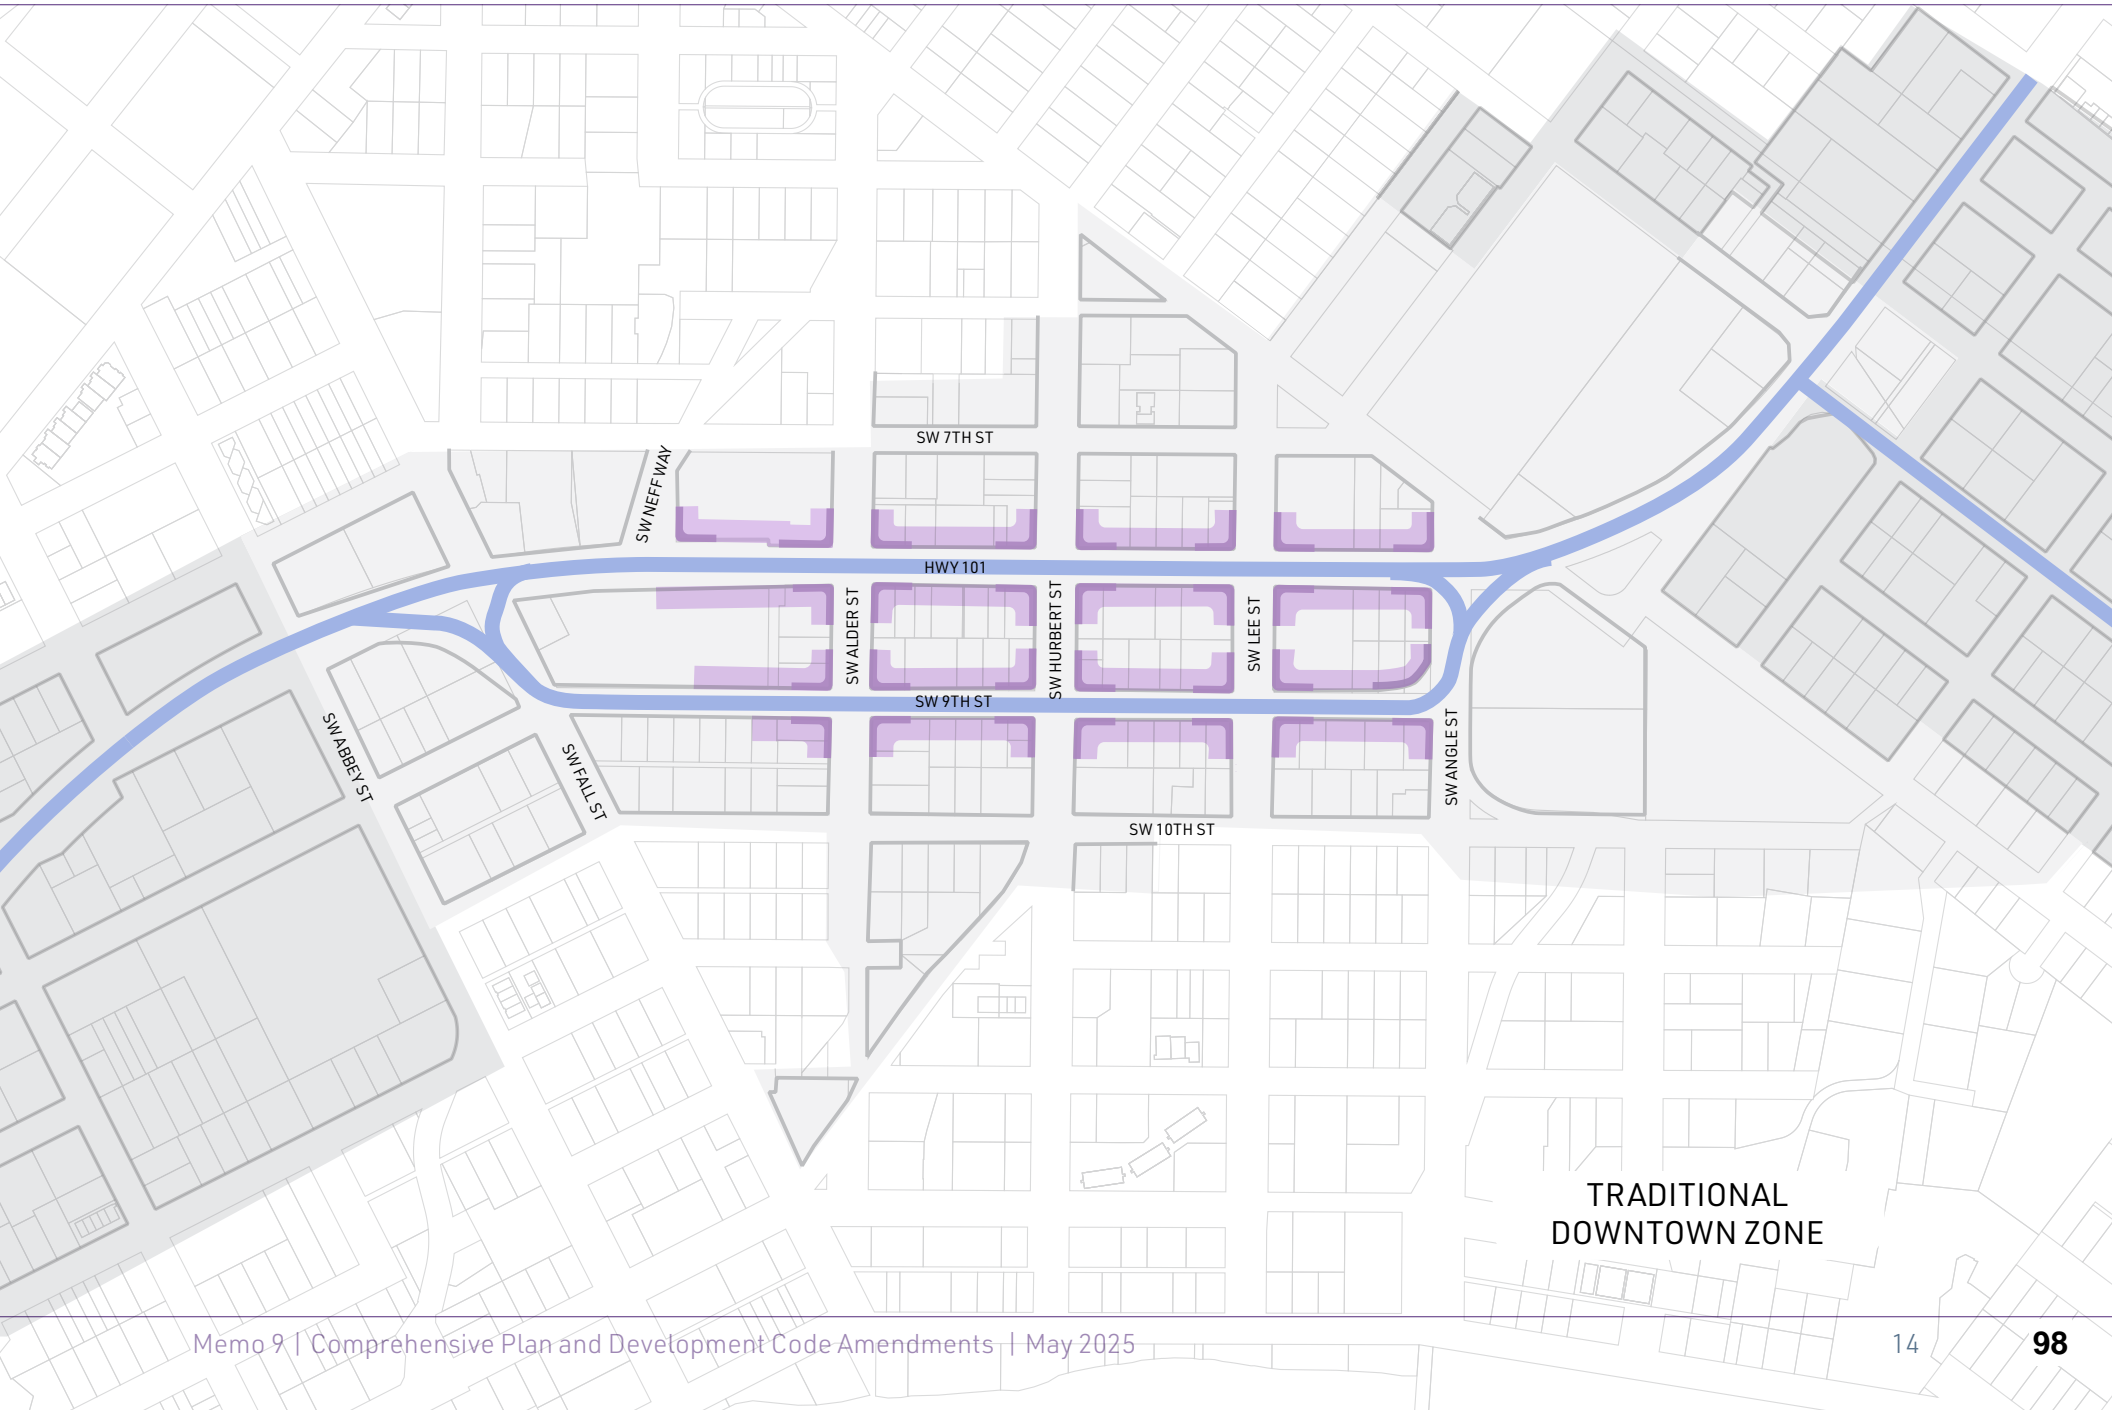 SW 7TH ST
SW NEFF WAY
HWY 101
SW ALDER ST
SW HURBERT ST
SW LEE ST
SW 9TH ST
SW ABBEY ST
SW FALL ST
SW ANGLE ST
SW 10TH ST
TRADITIONAL
DOWNTOWN ZONE
Memo 9 | Comprehensive Plan and Development Code Amendments | May 2025 14 98